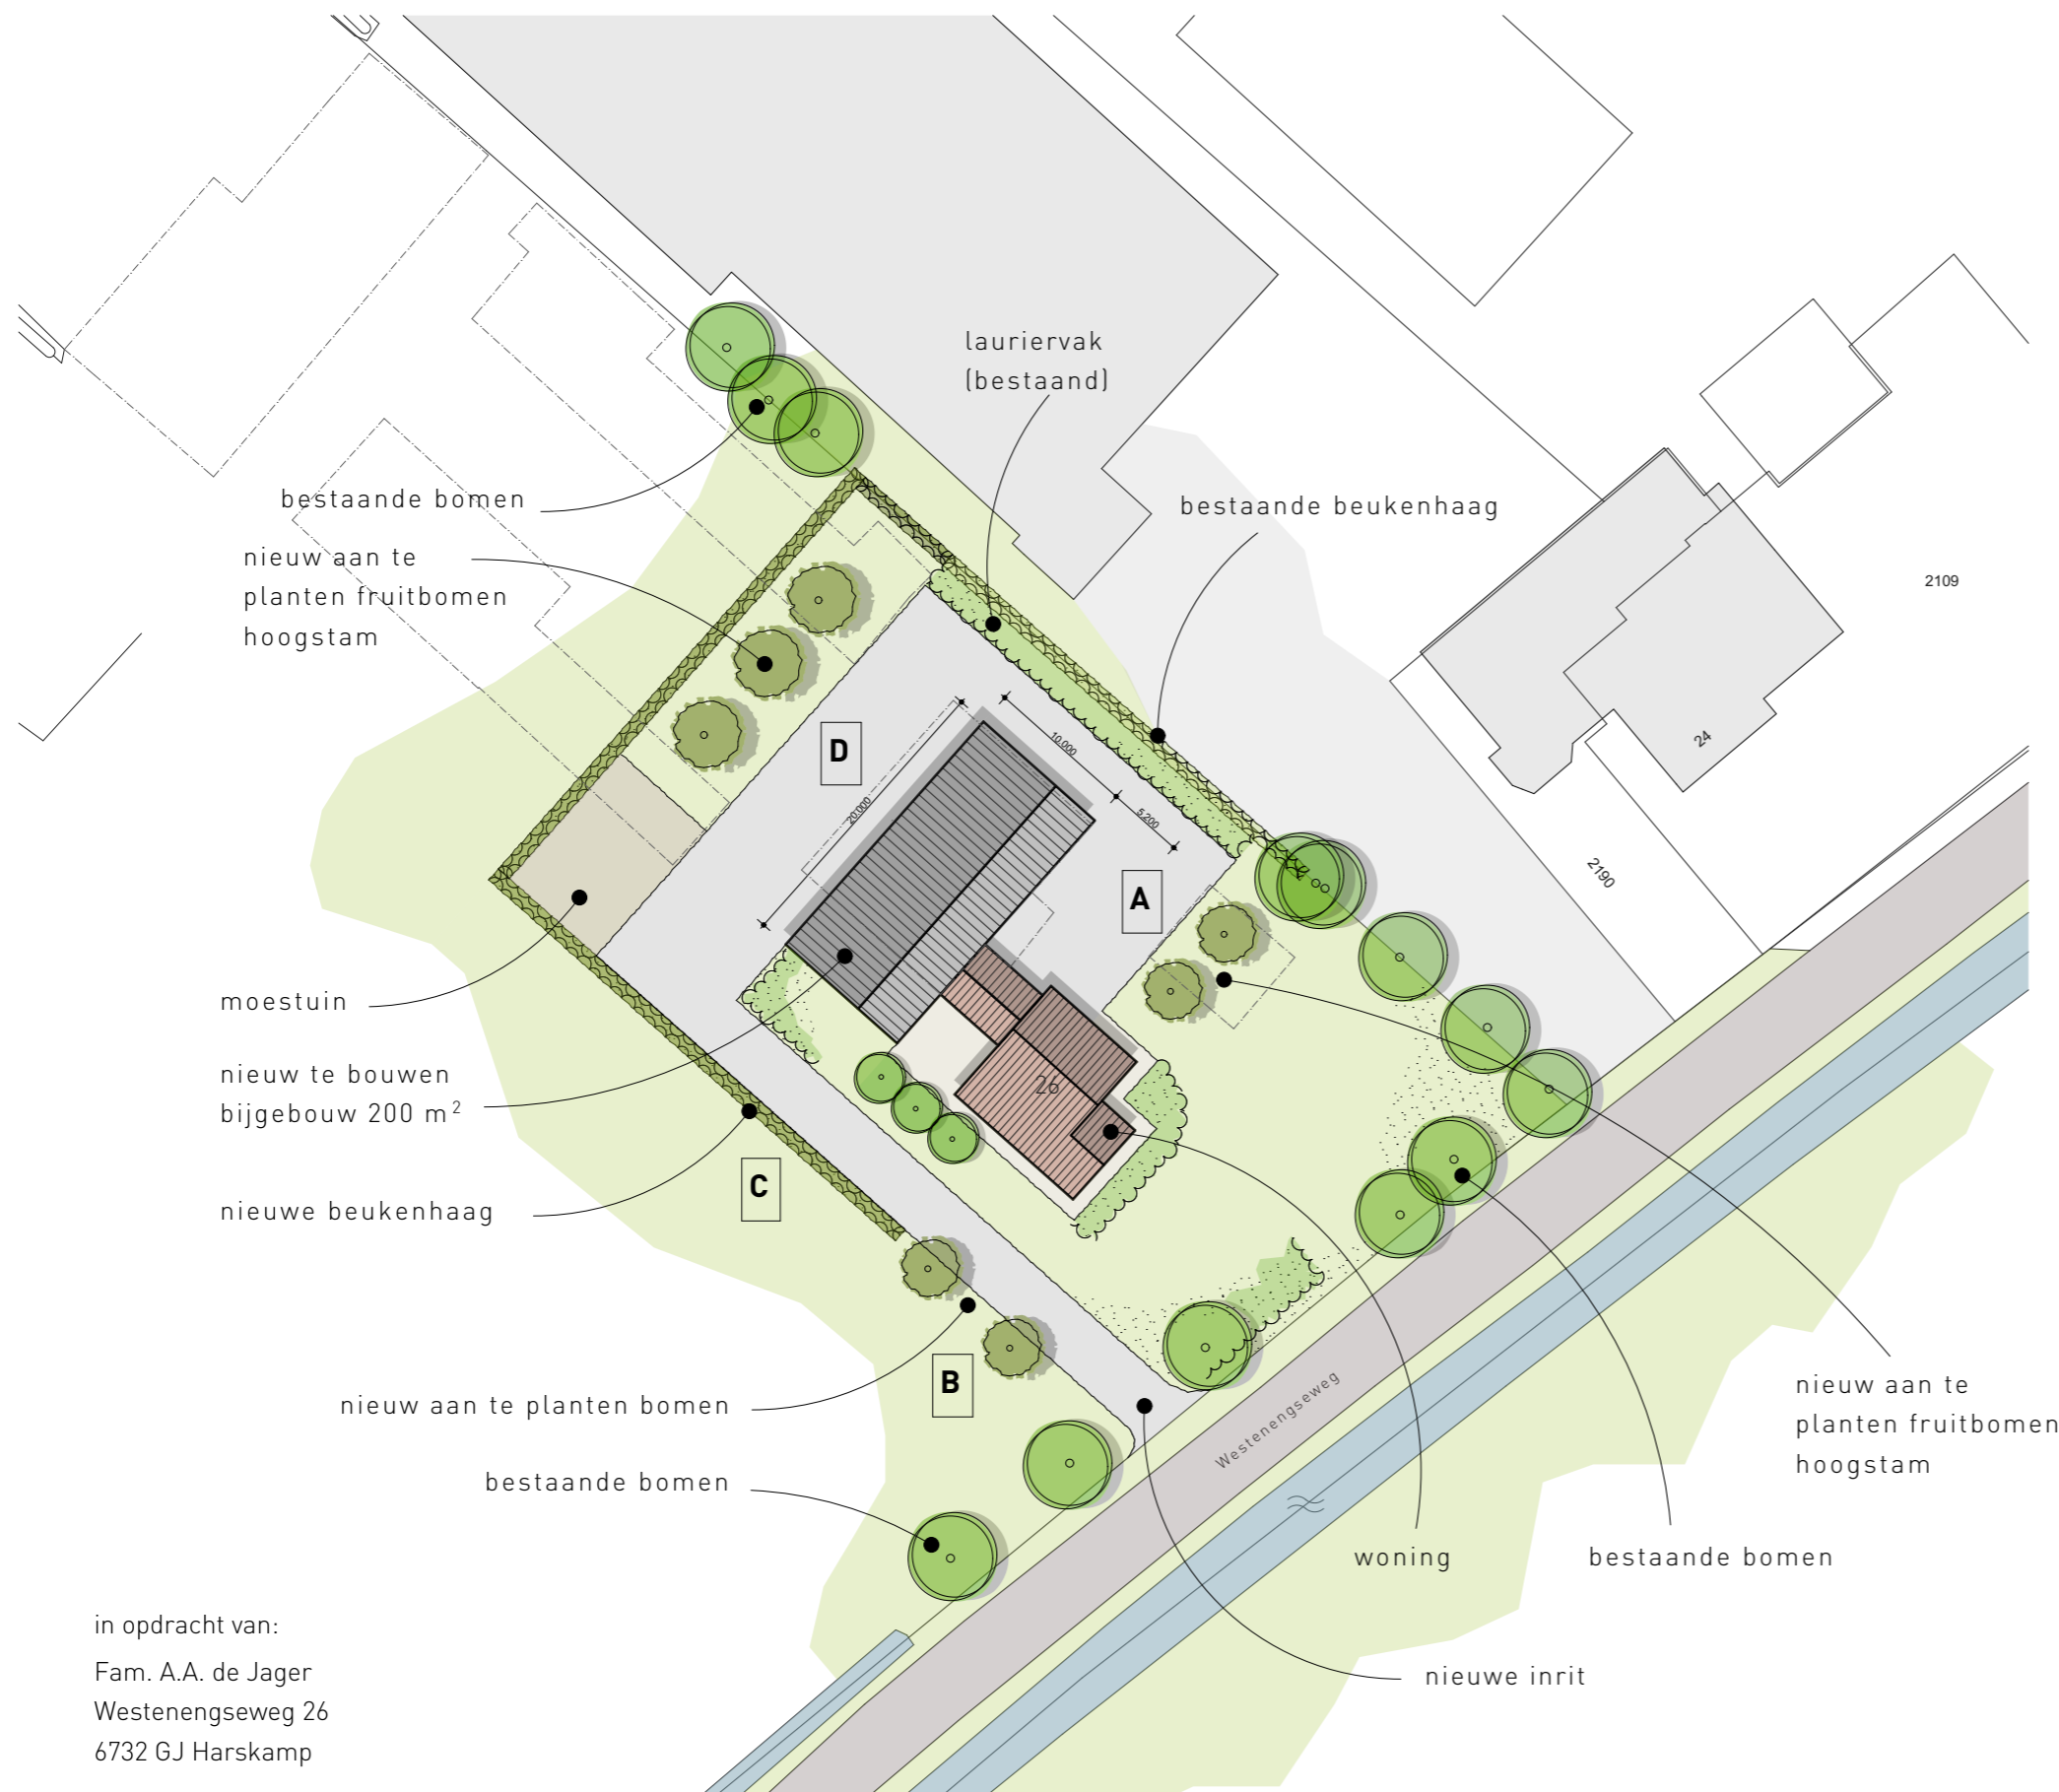 lauriervak
(bestaand)
bestaande bomen
bestaande beukenhaag
nieuw aan te
planten fruitbomen
hoogstam
2109
D
10.000
24
20.000
5.200
A
2190
moestuin
nieuw te bouwen
bijgebouw 200 m²
26
C
nieuwe beukenhaag
B
nieuw aan te planten bomen
Westenengseweg
nieuw aan te
planten fruitbomen
hoogstam
bestaande bomen
woning
bestaande bomen
nieuwe inrit
in opdracht van:
Fam. A.A. de Jager
Westenengseweg 26
6732 GJ Harskamp